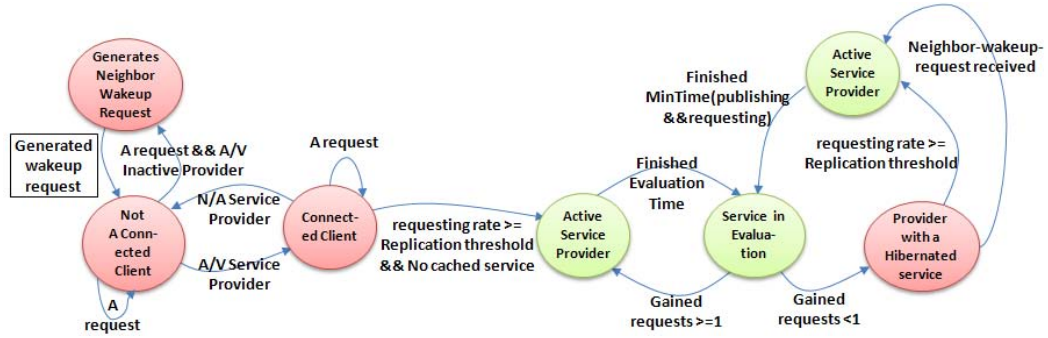 Generates
Neighbor
Wakeup
Request
Generated
wakeup
request
A request && A/V
Inactive Provider
Not
A Conn-
ected
Client
A
request
N/A Service
Provider
A/V Service
Provider
A request
Connect-
ed Client
requesting rate >=
Replication threshold
&& No cached service
Active
Service
Provider
Finished
Evaluation
Time
Service in
Evalua-
tion
Gained
requests >=1
Gained
requests <1
Finished
MinTime(publishing
&&requesting)
Active
Service
Provider
Neighbor-wakeup-
request received
requesting rate >=
Replication threshold
Provider
with a
Hibernated
service